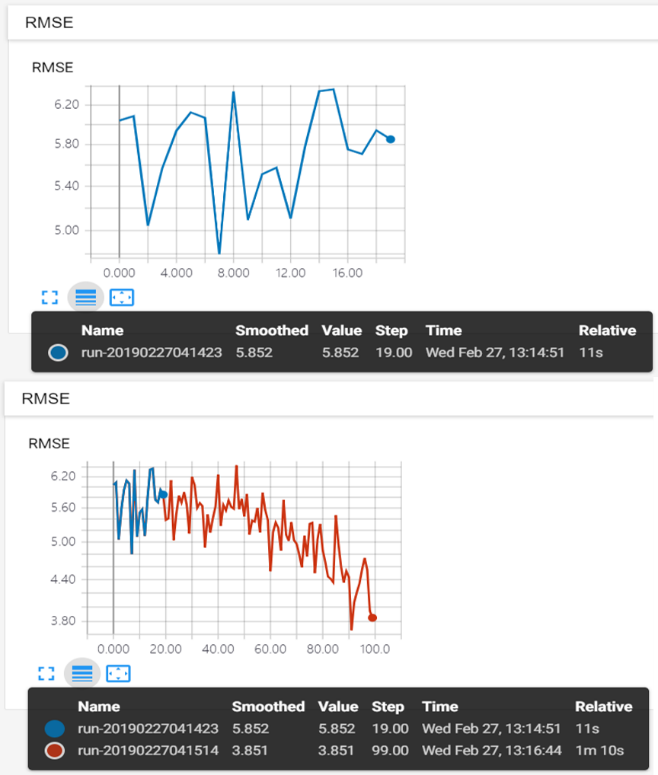 RMSE
RMSE
6.20
5.80
5.40
5.00
0.000 4.000 8.000 12.00 16.00
Name Smoothed Value Step Time Relative
run-20190227041423 5.852 5.852 19.00 Wed Feb 27, 13:14:51 11s
RMSE
RMSE
6.20
5.60
5.00
4.40
3.80
0.000 20.00 40.00 60.00 80.00 100.0
Name Smoothed Value Step Time Relative
run-20190227041423 5.852 5.852 19.00 Wed Feb 27, 13:14:51 11s
run-20190227041514 3.851 3.851 99.00 Wed Feb 27, 13:16:44 1m 10s